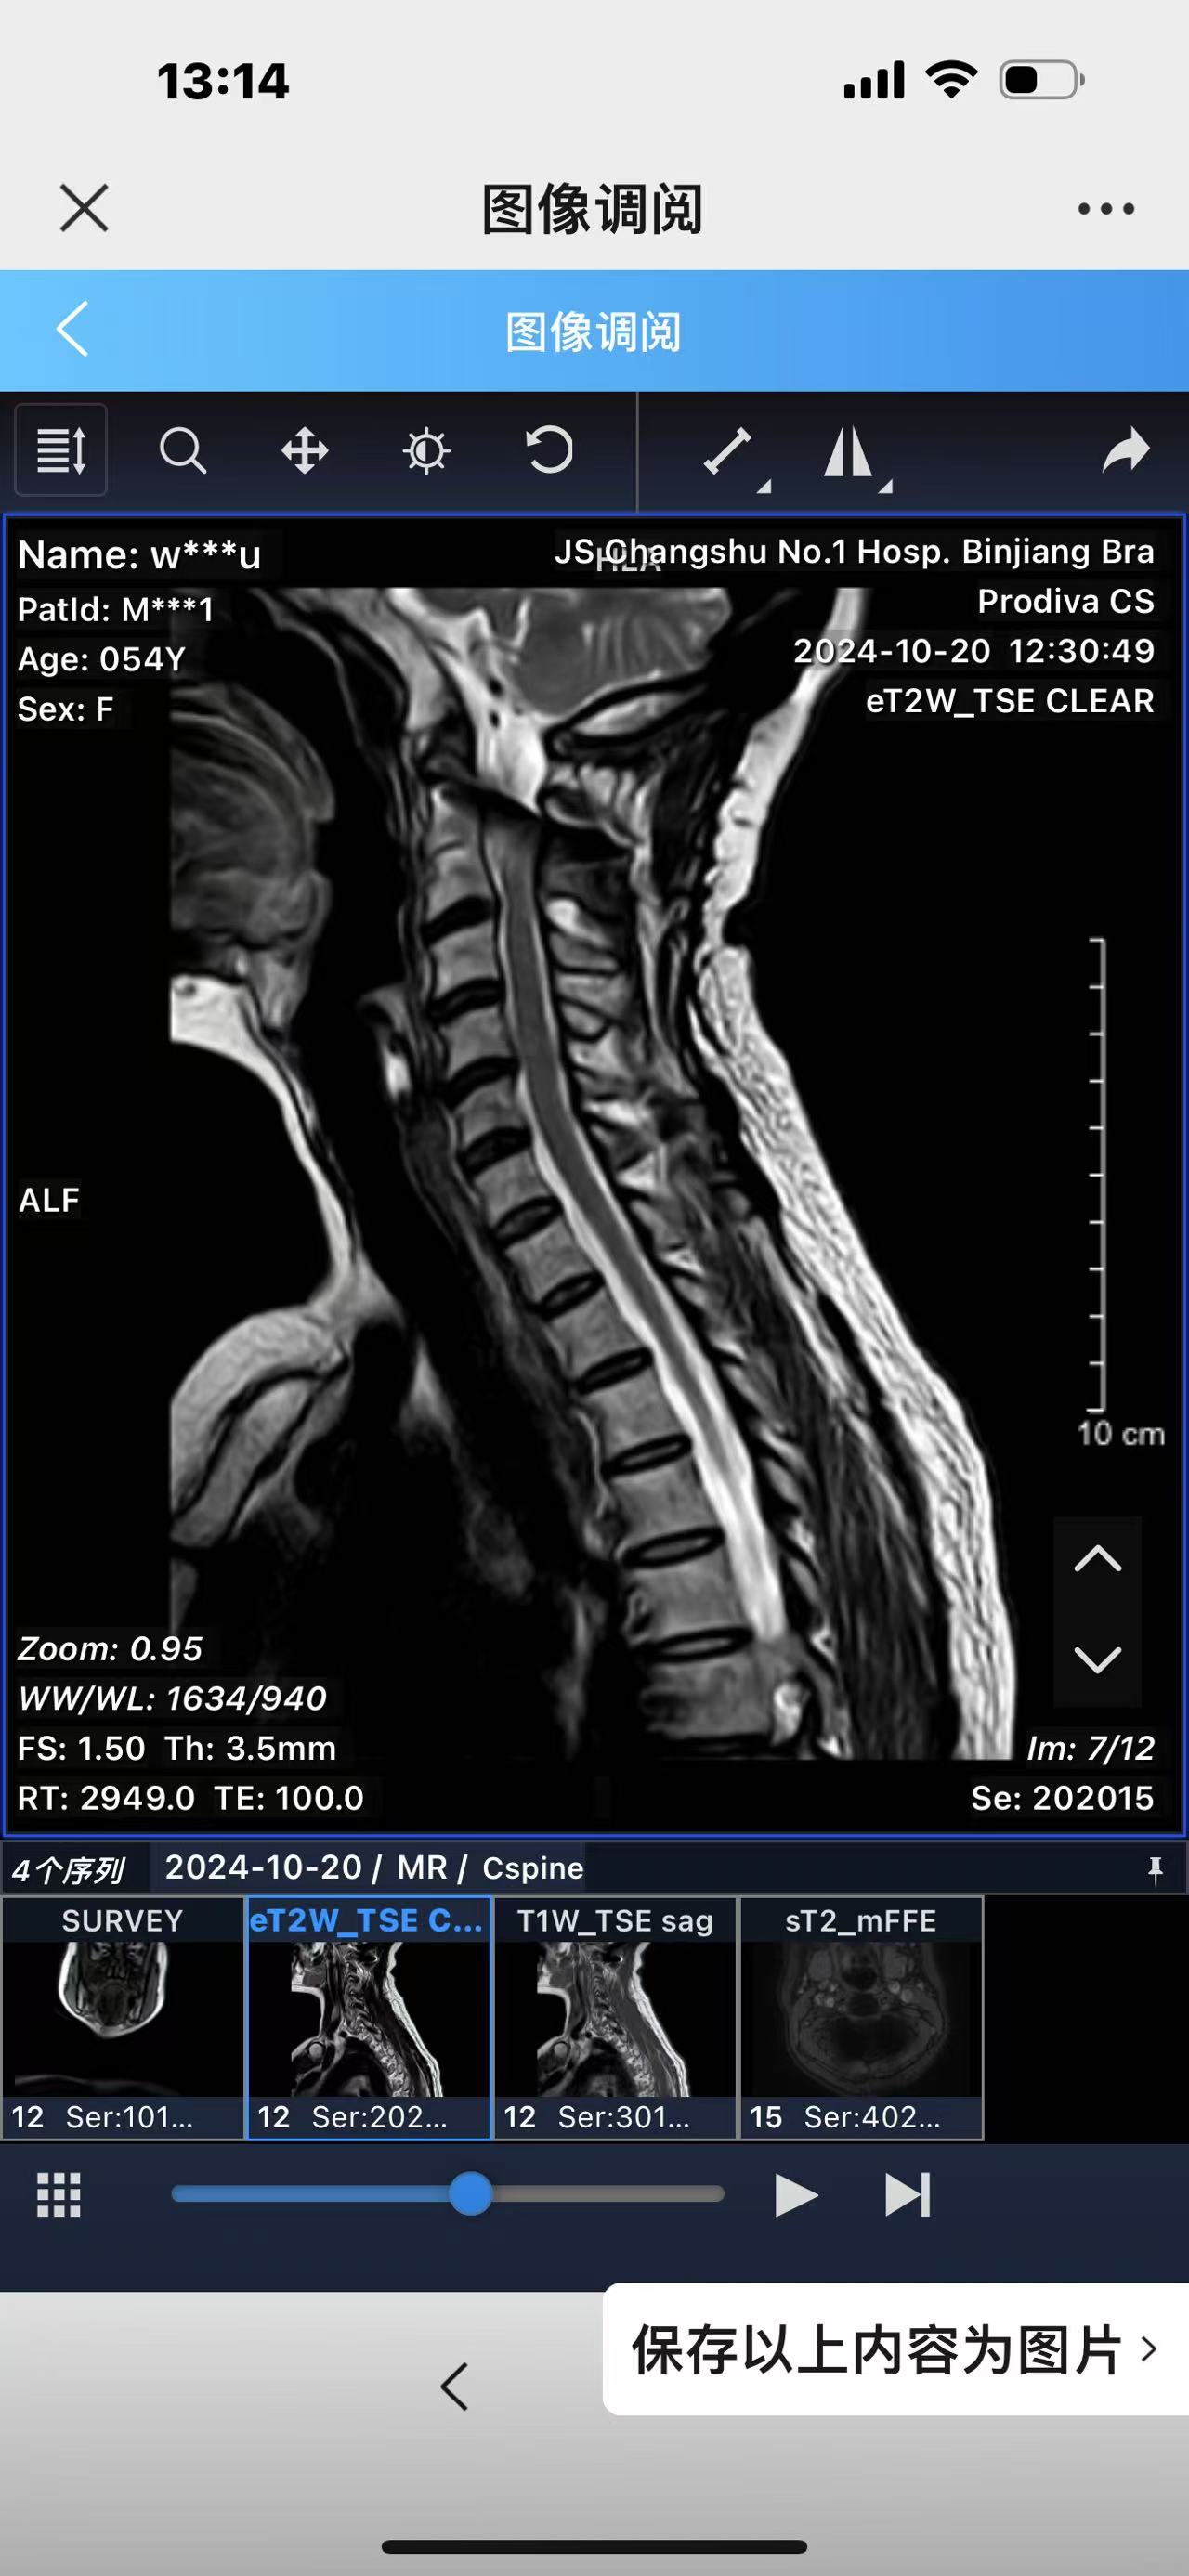 13:14
图像调阅
图像调阅
Name: w***u
PatId: M***1
Age: 054Y
Sex: F
HLA
JS Changshu No.1 Hosp. Binjiang Bra
Prodiva CS
2024-10-20 12:30:49
eT2W_TSE CLEAR
ALF
10 cm
Zoom: 0.95
WW/WL: 1634/940
FS: 1.50 Th: 3.5mm
RT: 2949.0 TE: 100.0
Im: 7/12
Se: 202015
4个序列 2024-10-20 / MR / Cspine
SURVEY
eT2W_TSE C...
T1W_TSE sag
sT2_mFFE
12 Ser:101...
12 Ser:202...
12 Ser:301...
15 Ser:402...
保存以上内容为图片